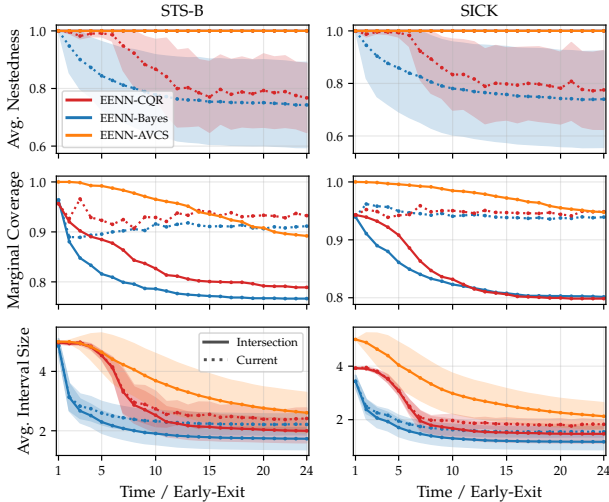 STS-B
SICK
Avg. Nestedness
1.0
0.8
0.6
EENN-CQR
EENN-Bayes
EENN-AVCS
1.0
0.8
0.6
Marginal Coverage
1.0
0.9
0.8
1.0
0.9
0.8
Avg. Interval Size
4
2
Intersection
Current
4
2
1 5 10 15 20 24
1 5 10 15 20 24
Time / Early-Exit
Time / Early-Exit